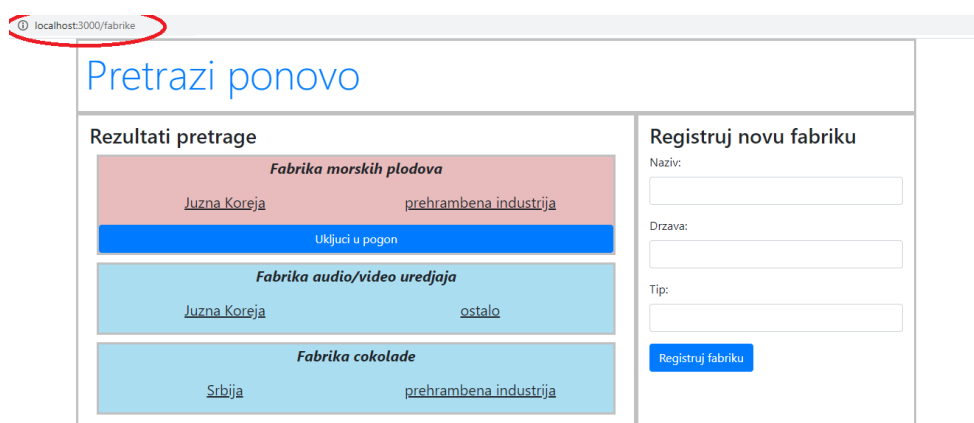 localhost:3000/fabrike
Pretrazi ponovo
Rezultati pretrage
Fabrika morskih plodova
Juzna Koreja prehrambena industrija
Ukljuci u pogon
Fabrika audio/video uredjaja
Juzna Koreja ostalo
Fabrika cokolade
Srbija prehrambena industrija
Registruj novu fabriku
Naziv:
Drzava:
Tip:
Registruj fabriku